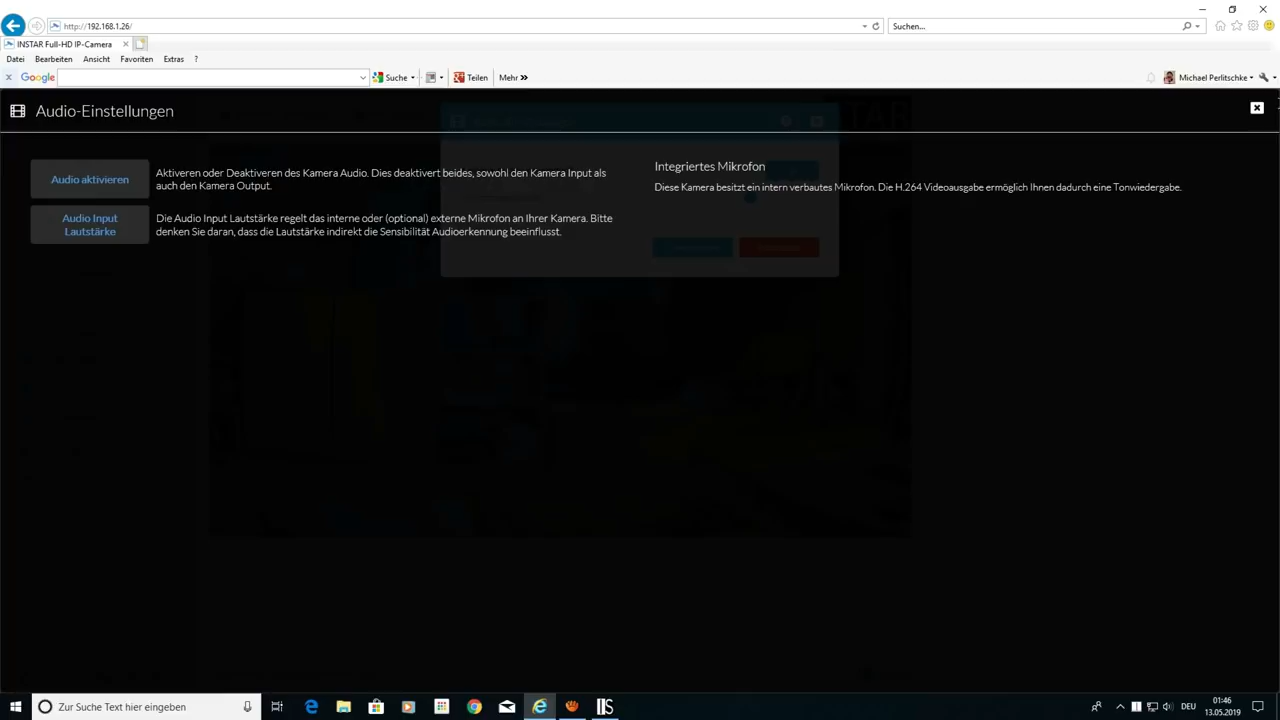 http://192.168.1.26/
Suchen...
INSTAR Full-HD IP-Camera
Datei Bearbeiten Ansicht Favoriten Extras ?
Google Suche Teilen Mehr »
Michael Perlitschke
Audio-Einstellungen
Audio aktivieren
Aktivieren oder Deaktivieren des Kamera Audio. Dies deaktivert beides, sowohl den Kamera Input als
auch den Kamera Output.
Audio Input
Lautstärke
Die Audio Input Lautstärke regelt das interne oder (optional) externe Mikrofon an Ihrer Kamera. Bitte
denken Sie daran, dass die Lautstärke indirekt die Sensibilität Audioerkennung beeinflusst.
Integriertes Mikrofon
Diese Kamera besitzt ein intern verbautes Mikrofon. Die H.264 Videoausgabe ermöglich Ihnen dadurch eine Tonwiedergabe.
Zur Suche Text hier eingeben
DEU
01:46
13.05.2019